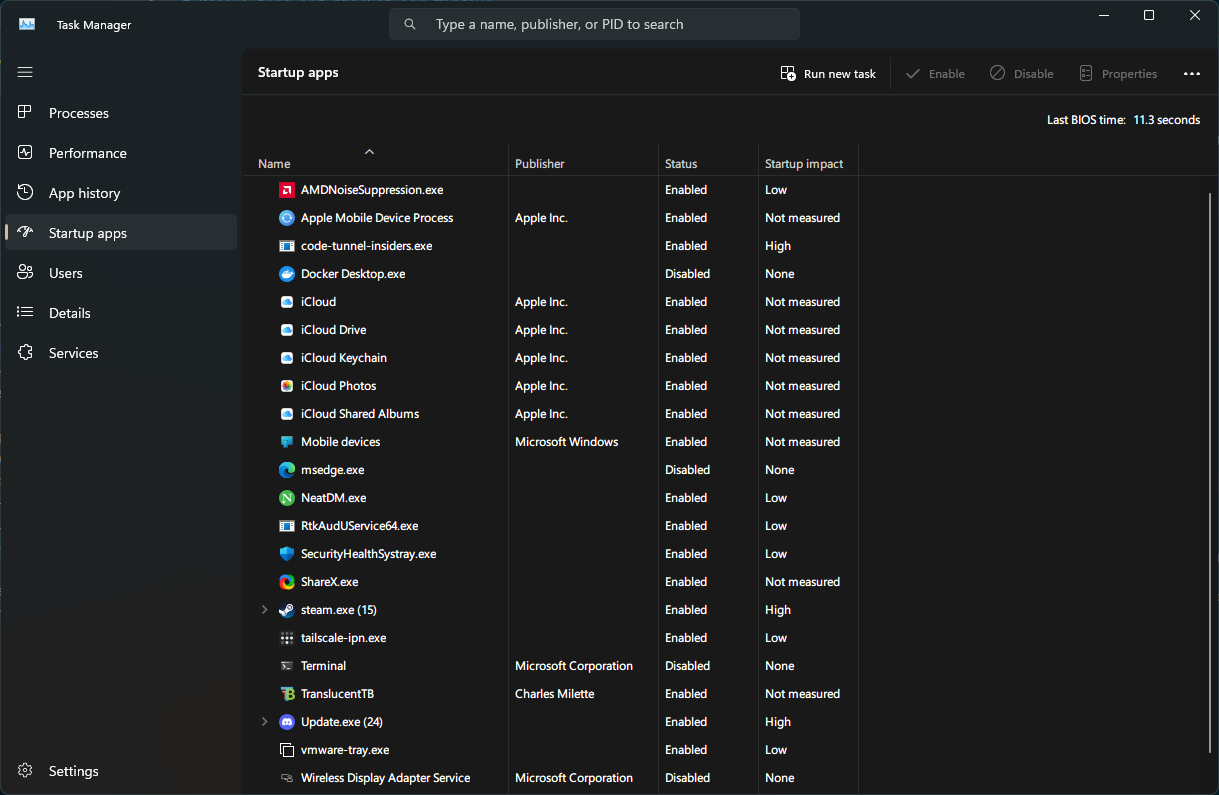 Task Manager
Type a name, publisher, or PID to search
Startup apps
Run new task
Enable
Disable
Properties
Processes
Performance
App history
Startup apps
Users
Details
Services
Settings
Last BIOS time: 11.3 seconds
Name Publisher Status Startup impact
AMDNoiseSuppression.exe Enabled Low
Apple Mobile Device Process Apple Inc. Enabled Not measured
code-tunnel-insiders.exe Enabled High
Docker Desktop.exe Disabled None
iCloud Apple Inc. Enabled Not measured
iCloud Drive Apple Inc. Enabled Not measured
iCloud Keychain Apple Inc. Enabled Not measured
iCloud Photos Apple Inc. Enabled Not measured
iCloud Shared Albums Apple Inc. Enabled Not measured
Mobile devices Microsoft Windows Enabled Not measured
msedge.exe Disabled None
NeatDM.exe Enabled Low
RtkAudUService64.exe Enabled Low
SecurityHealthSystray.exe Enabled Low
ShareX.exe Enabled Not measured
steam.exe (15) Enabled High
tailscale-ipn.exe Enabled Low
Terminal Microsoft Corporation Disabled None
TranslucentTB Charles Milette Enabled Not measured
Update.exe (24) Enabled High
vmware-tray.exe Enabled Low
Wireless Display Adapter Service Microsoft Corporation Disabled None